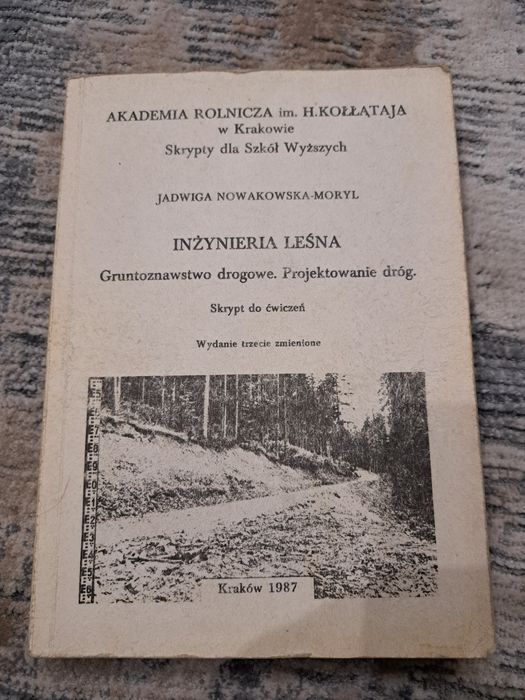 AKADEMIA ROLNICZA im. H.KOŁŁĄTAJA
w Krakowie
Skrypty dla Szkół Wyższych
JADWIGA NOWAKOWSKA-MORYL
INŻYNIERIA LEŚNA
Gruntoznawstwo drogowe. Projektowanie dróg.
Skrypt do ćwiczeń
Wydanie trzecie zmienione
Kraków 1987